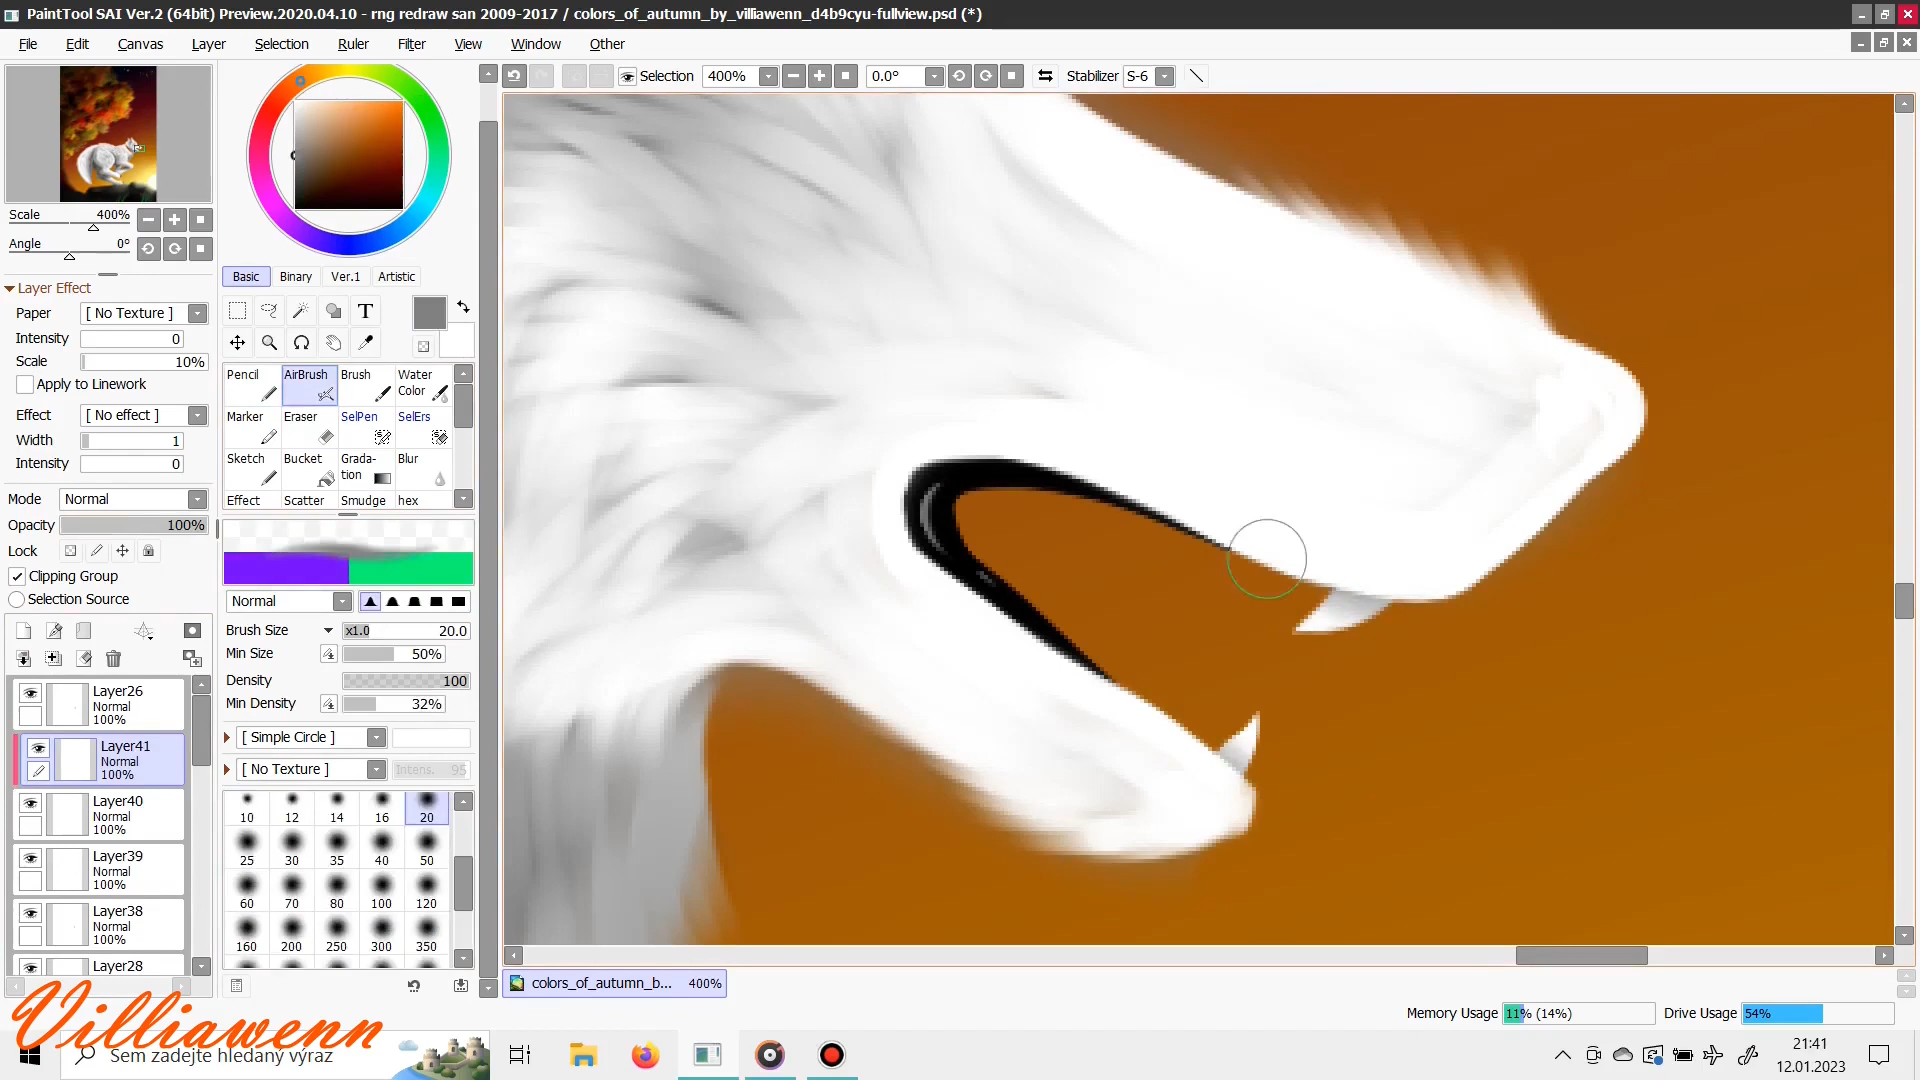 PaintTool SAI Ver.2 (64bit) Preview.2020.04.10 - rng redraw san 2009-2017 / colors_of_autumn_by_villiawenn_d4b9cyu-fullview.psd (*)
File Edit Canvas Layer Selection Ruler Filter View Window Other
Selection 400% 0.0° Stabilizer S-6
Scale 400%
Angle 0°
Layer Effect
Paper [ No Texture ]
Intensity 0
Scale 10%
Apply to Linework
Effect [ No effect ]
Width 1
Intensity 0
Mode Normal
Opacity 100%
Lock
Clipping Group
Selection Source
Layer26
Normal
100%
Layer41
Normal
100%
Layer40
Normal
100%
Layer39
Normal
100%
Layer38
Normal
100%
Layer28
Basic Binary Ver.1 Artistic
T
Pencil AirBrush Brush Water Color
Marker Eraser SelPen SelErs
Sketch Bucket Grada-tion Blur
Effect Scatter Smudge hex
Normal
Brush Size x1.0 20.0
Min Size 50%
Density 100
Min Density 32%
[ Simple Circle ]
[ No Texture ] Intens. 95
10 12 14 16 20
25 30 35 40 50
60 70 80 100 120
160 200 250 300 350
colors_of_autumn_b... 400%
Memory Usage 11% (14%) Drive Usage 54%
Villiawenn
Sem zadejte hledaný výraz
21:41
12.01.2023